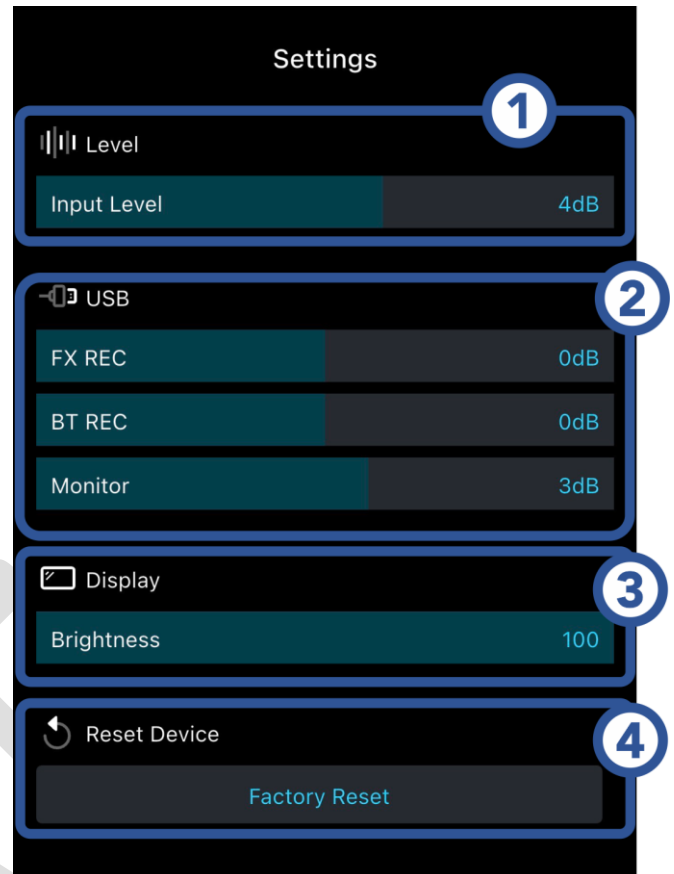 Settings
1
Level
Input Level 4dB
2
USB
FX REC 0dB
BT REC 0dB
Monitor 3dB
3
Display
Brightness 100
4
Reset Device
Factory Reset